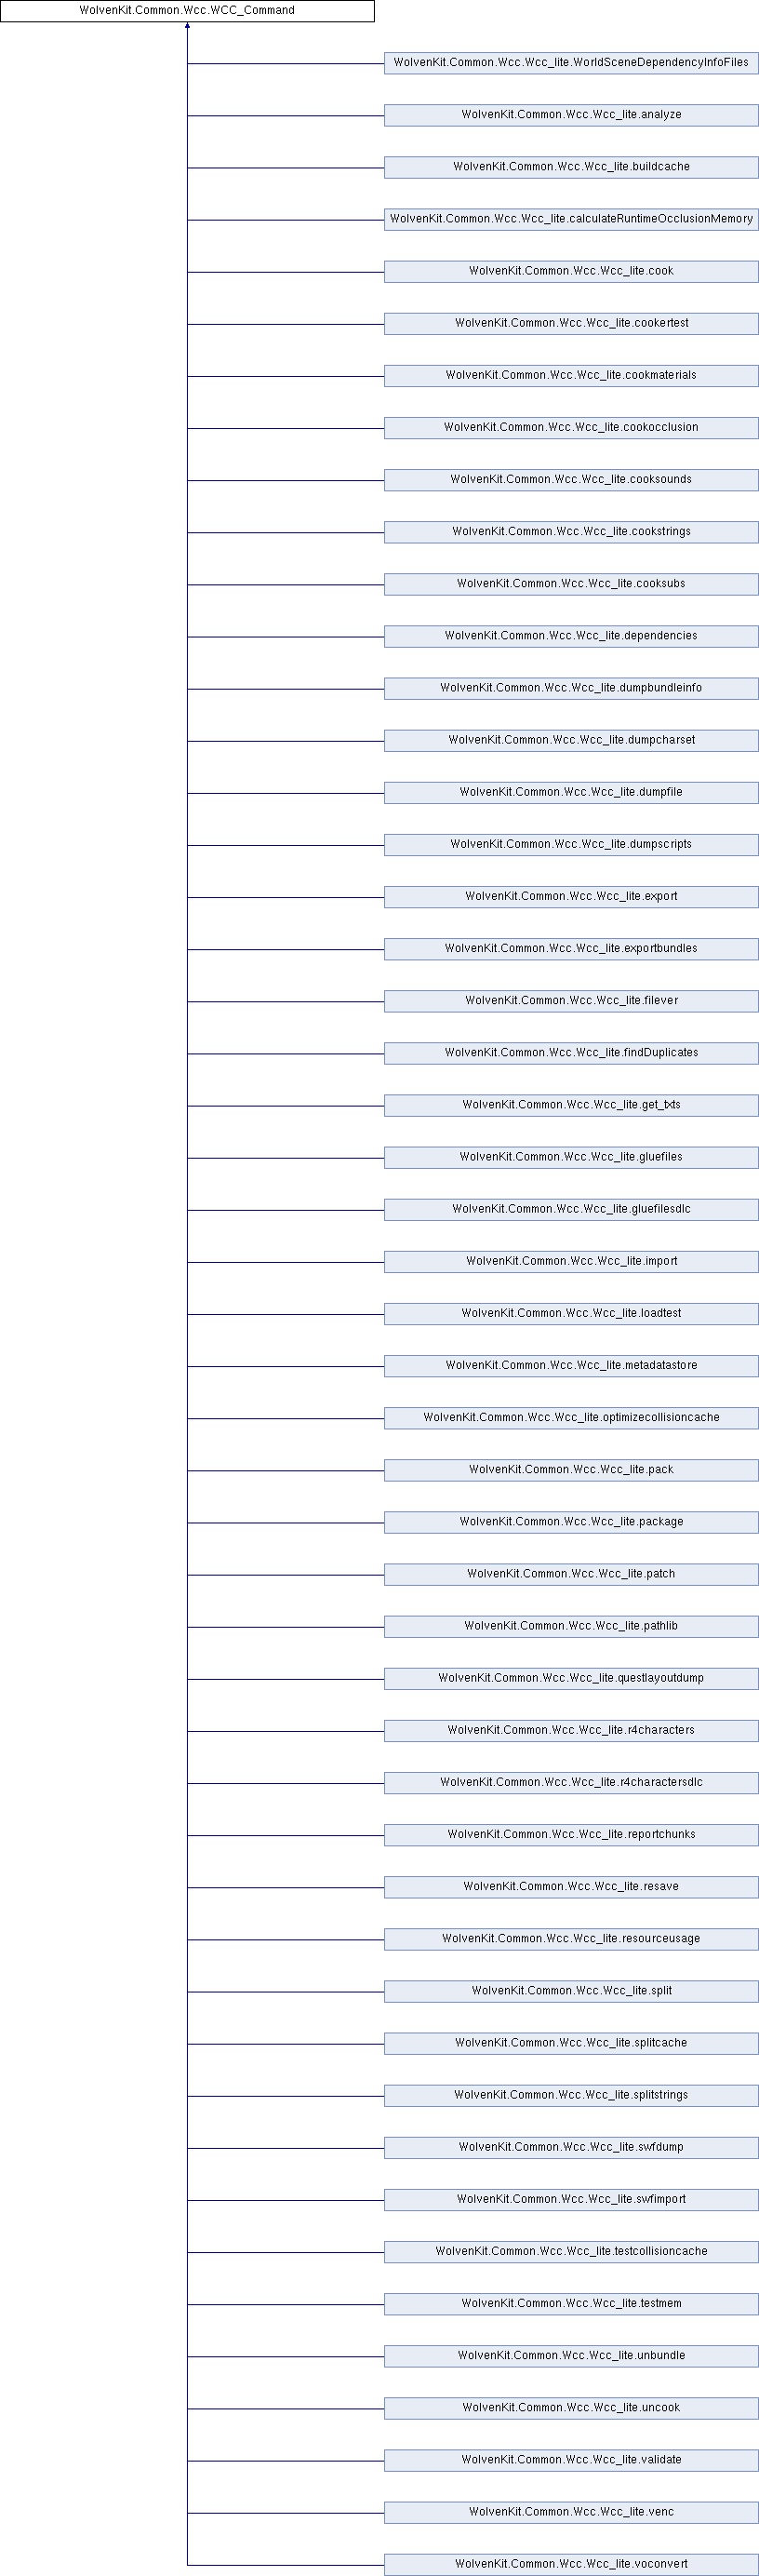 WolvenKit.Common.Wcc.WCC_Command
WolvenKit.Common.Wcc.Wcc_lite.WorldSceneDependencyInfoFiles
WolvenKit.Common.Wcc.Wcc_lite.analyze
WolvenKit.Common.Wcc.Wcc_lite.buildcache
WolvenKit.Common.Wcc.Wcc_lite.calculateRuntimeOcclusionMemory
WolvenKit.Common.Wcc.Wcc_lite.cook
WolvenKit.Common.Wcc.Wcc_lite.cookertest
WolvenKit.Common.Wcc.Wcc_lite.cookmaterials
WolvenKit.Common.Wcc.Wcc_lite.cookocclusion
WolvenKit.Common.Wcc.Wcc_lite.cooksounds
WolvenKit.Common.Wcc.Wcc_lite.cookstrings
WolvenKit.Common.Wcc.Wcc_lite.cooksubs
WolvenKit.Common.Wcc.Wcc_lite.dependencies
WolvenKit.Common.Wcc.Wcc_lite.dumpbundleinfo
WolvenKit.Common.Wcc.Wcc_lite.dumpcharset
WolvenKit.Common.Wcc.Wcc_lite.dumpfile
WolvenKit.Common.Wcc.Wcc_lite.dumpscripts
WolvenKit.Common.Wcc.Wcc_lite.export
WolvenKit.Common.Wcc.Wcc_lite.exportbundles
WolvenKit.Common.Wcc.Wcc_lite.filever
WolvenKit.Common.Wcc.Wcc_lite.findDuplicates
WolvenKit.Common.Wcc.Wcc_lite.get_txts
WolvenKit.Common.Wcc.Wcc_lite.gluefiles
WolvenKit.Common.Wcc.Wcc_lite.gluefilesdlc
WolvenKit.Common.Wcc.Wcc_lite.import
WolvenKit.Common.Wcc.Wcc_lite.loadtest
WolvenKit.Common.Wcc.Wcc_lite.metadatastore
WolvenKit.Common.Wcc.Wcc_lite.optimizecollisioncache
WolvenKit.Common.Wcc.Wcc_lite.pack
WolvenKit.Common.Wcc.Wcc_lite.package
WolvenKit.Common.Wcc.Wcc_lite.patch
WolvenKit.Common.Wcc.Wcc_lite.pathlib
WolvenKit.Common.Wcc.Wcc_lite.questlayoutdump
WolvenKit.Common.Wcc.Wcc_lite.r4characters
WolvenKit.Common.Wcc.Wcc_lite.r4charactersdlc
WolvenKit.Common.Wcc.Wcc_lite.reportchunks
WolvenKit.Common.Wcc.Wcc_lite.resave
WolvenKit.Common.Wcc.Wcc_lite.resourceusage
WolvenKit.Common.Wcc.Wcc_lite.split
WolvenKit.Common.Wcc.Wcc_lite.splitcache
WolvenKit.Common.Wcc.Wcc_lite.splitstrings
WolvenKit.Common.Wcc.Wcc_lite.swfdump
WolvenKit.Common.Wcc.Wcc_lite.swfimport
WolvenKit.Common.Wcc.Wcc_lite.testcollisioncache
WolvenKit.Common.Wcc.Wcc_lite.testmem
WolvenKit.Common.Wcc.Wcc_lite.unbundle
WolvenKit.Common.Wcc.Wcc_lite.uncook
WolvenKit.Common.Wcc.Wcc_lite.validate
WolvenKit.Common.Wcc.Wcc_lite.venc
WolvenKit.Common.Wcc.Wcc_lite.voconvert